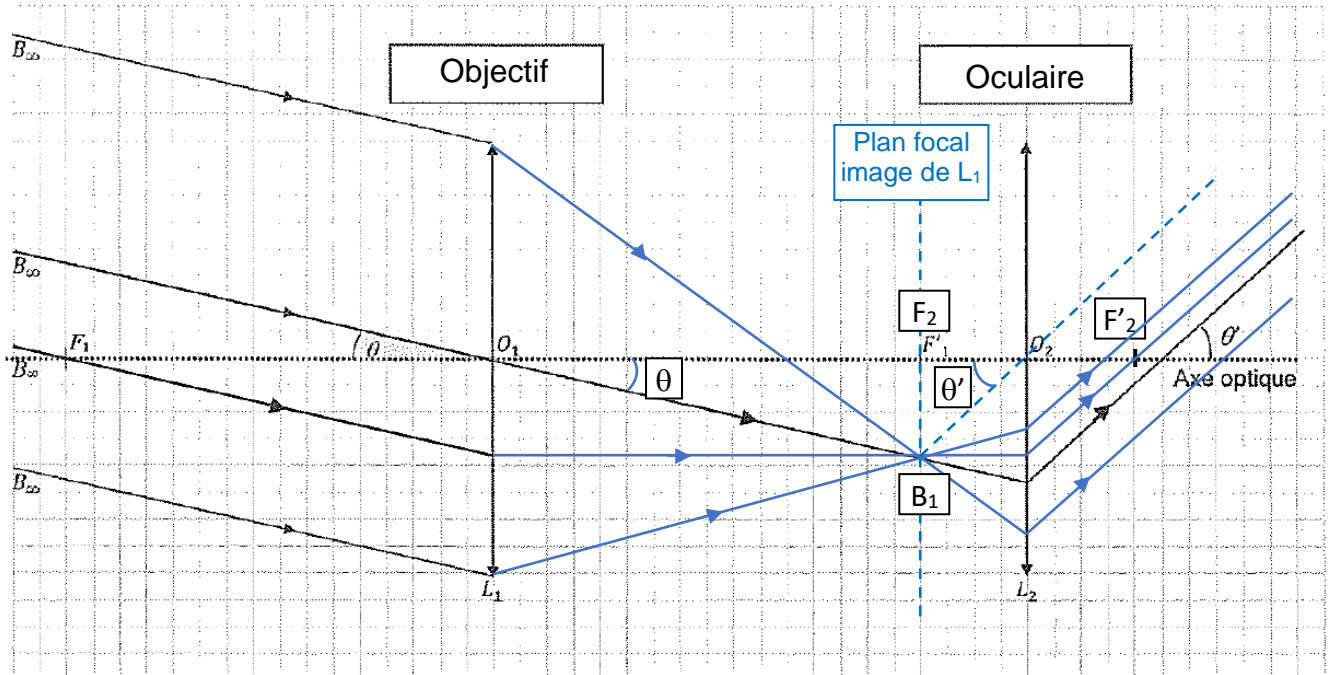 B∞
Objectif
Oculaire
Plan focal
image de L₁
B∞
F₁
θ
O₁
θ
F₂
F'₁
θ'
O₂
F'₂
θ'
Axe optique
B∞
B∞
B₁
L₁
L₂